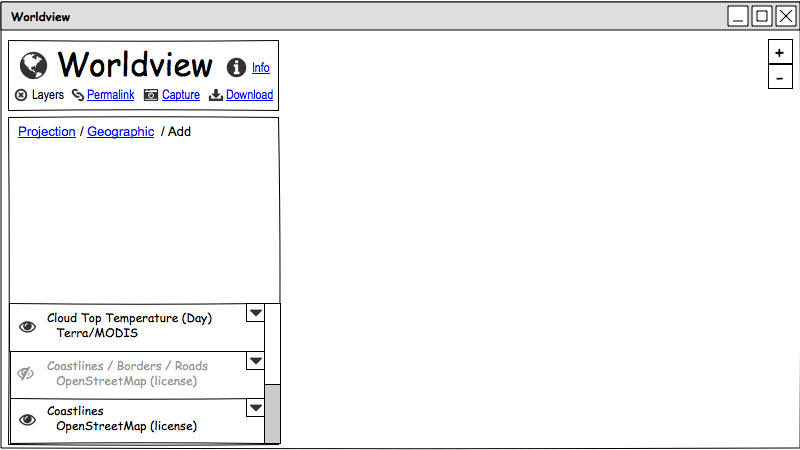 Worldview
Worldview Info
Layers Permalink Capture Download
+
-
Projection / Geographic / Add
Cloud Top Temperature (Day)
Terra/MODIS
Coastlines / Borders / Roads
OpenStreetMap (license)
Coastlines
OpenStreetMap (license)